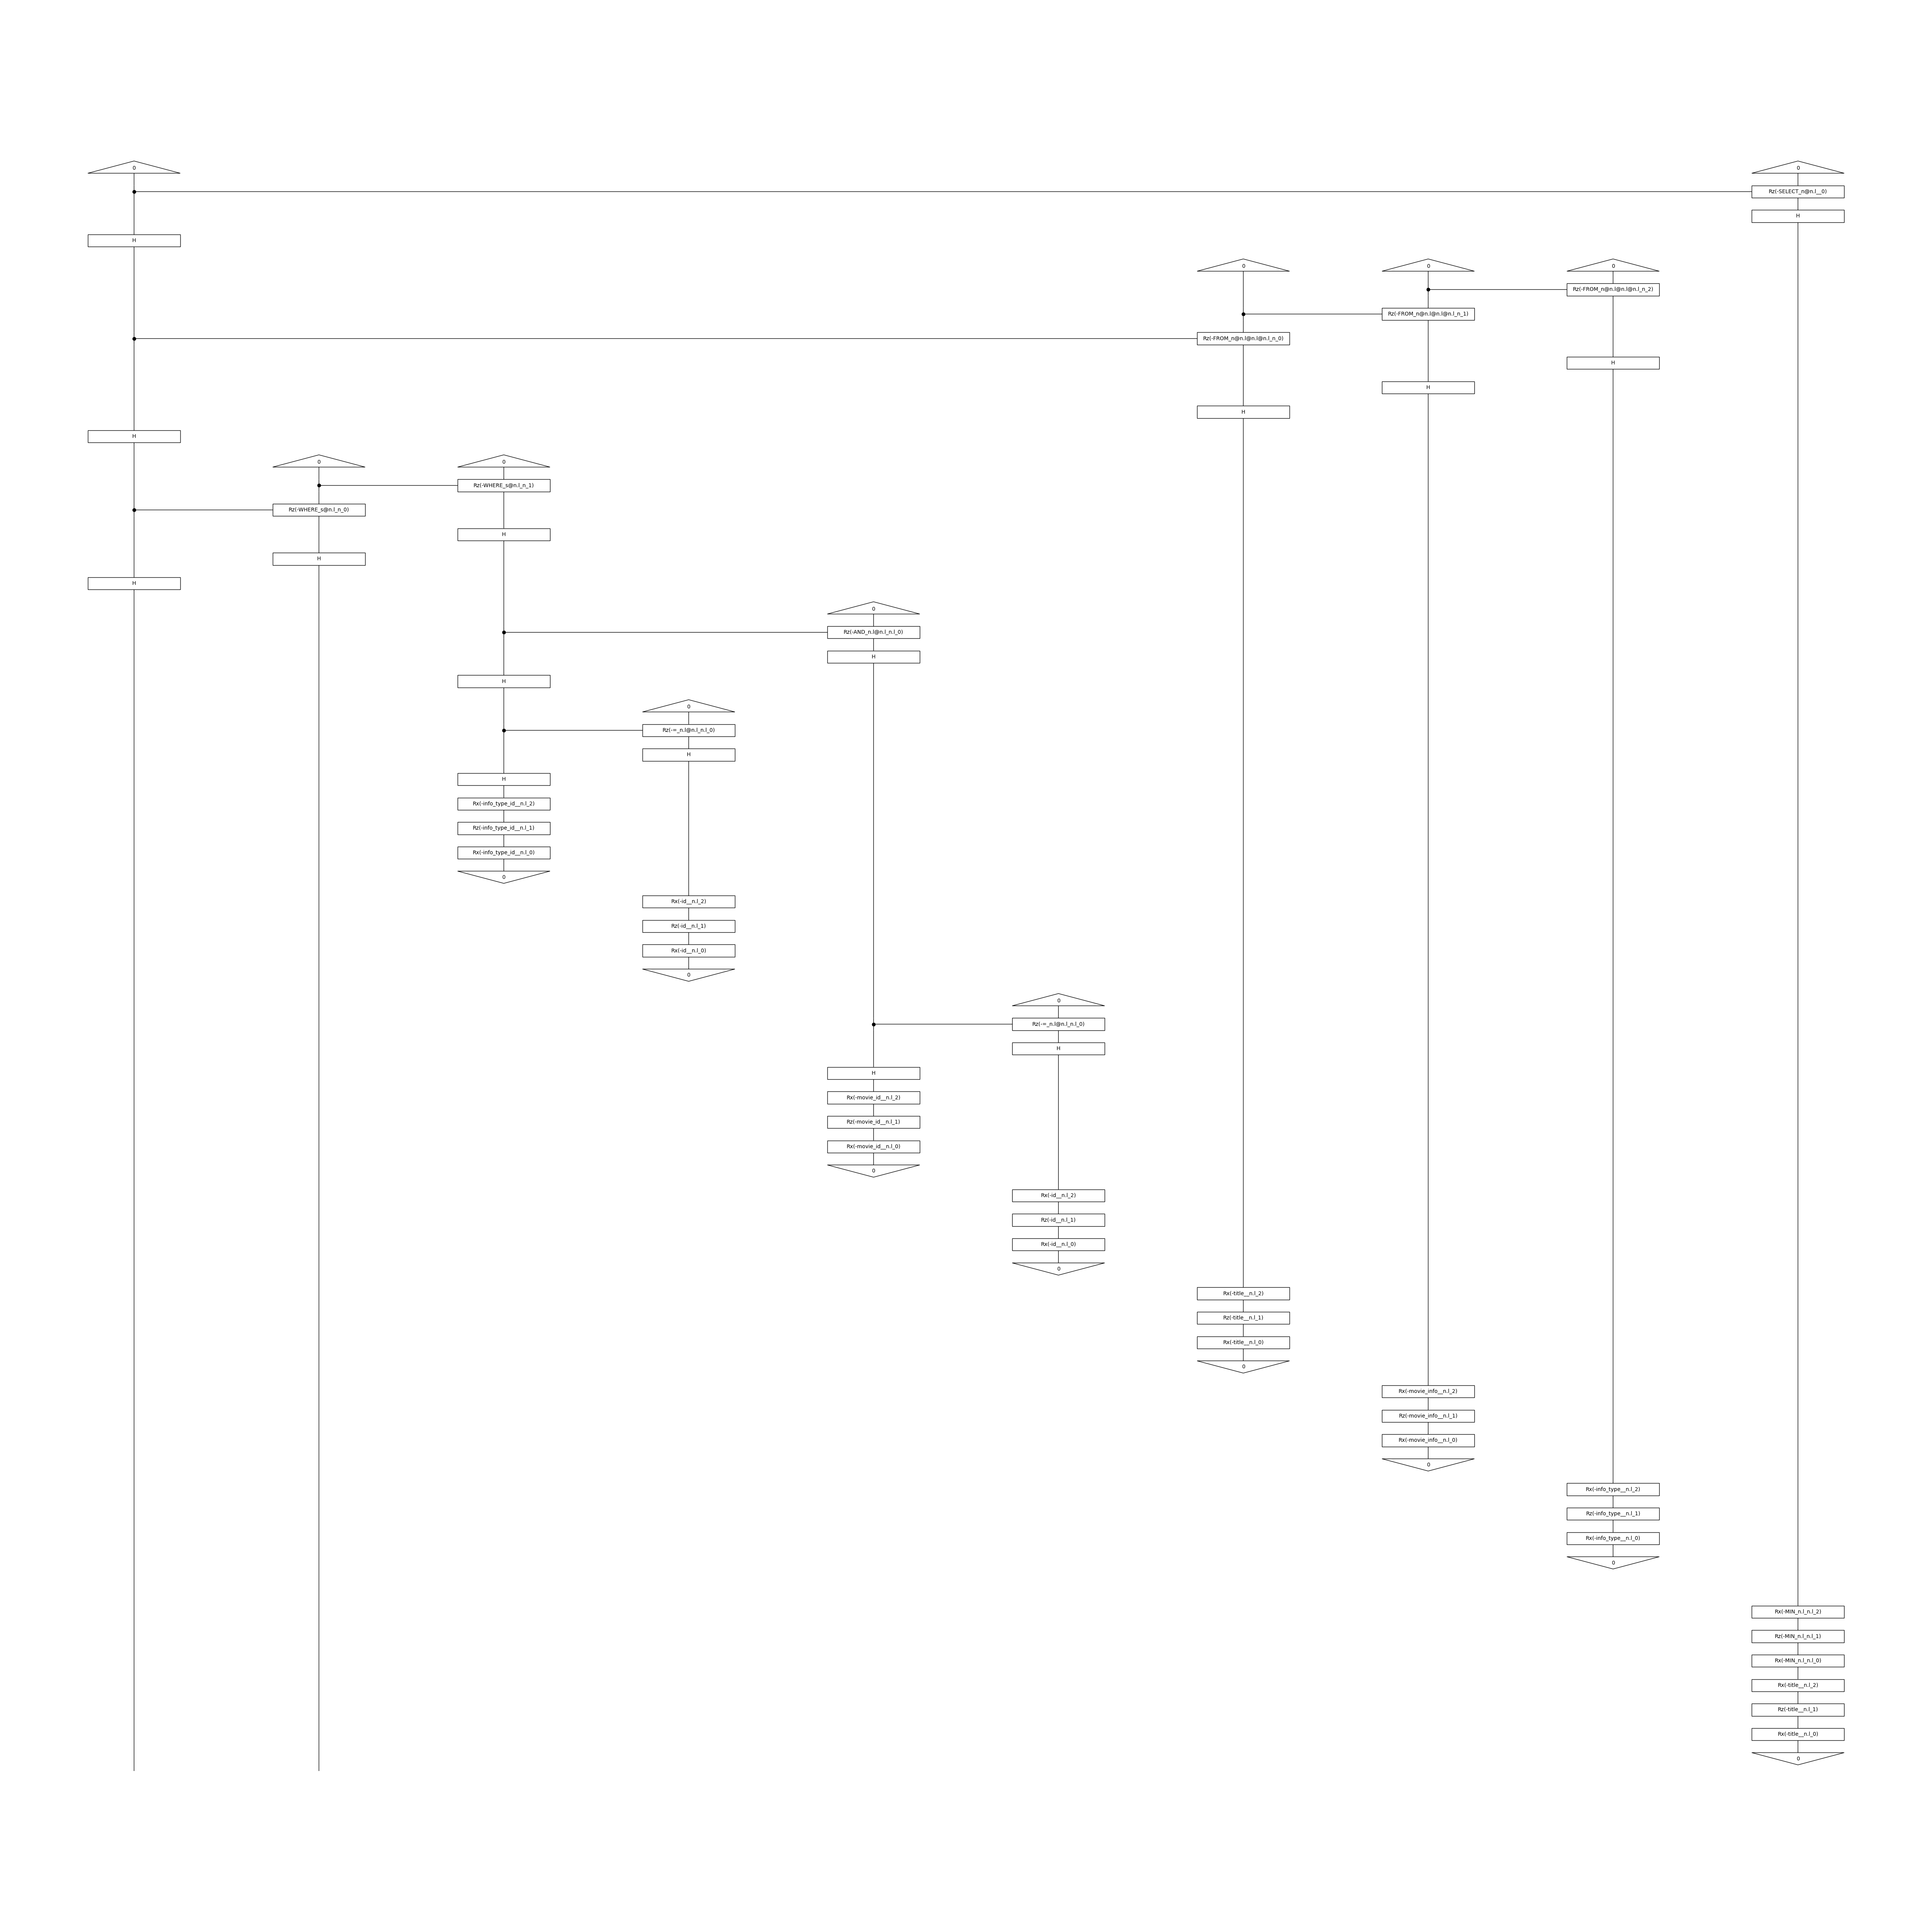 0 0
Rz(-SELECT_n@n.l__0)
H
H
0 0 0
Rz(-FROM_n@n.l@n.l@n.l_n_2)
Rz(-FROM_n@n.l@n.l@n.l_n_1)
Rz(-FROM_n@n.l@n.l@n.l_n_0)
H
H
H
H
0 0
Rz(-WHERE_s@n.l_n_1)
Rz(-WHERE_s@n.l_n_0)
H
H
H
0
Rz(-AND_n.l@n.l_n.l_0)
H
H
0
Rz(-=_n.l@n.l_n.l_0)
H
H
Rx(-info_type_id__n.l_2)
Rz(-info_type_id__n.l_1)
Rx(-info_type_id__n.l_0)
0
Rx(-id__n.l_2)
Rz(-id__n.l_1)
Rx(-id__n.l_0)
0
0
Rz(-=_n.l@n.l_n.l_0)
H
H
Rx(-movie_id__n.l_2)
Rz(-movie_id__n.l_1)
Rx(-movie_id__n.l_0)
0
Rx(-id__n.l_2)
Rz(-id__n.l_1)
Rx(-id__n.l_0)
0
Rx(-title__n.l_2)
Rz(-title__n.l_1)
Rx(-title__n.l_0)
0
Rx(-movie_info__n.l_2)
Rz(-movie_info__n.l_1)
Rx(-movie_info__n.l_0)
0
Rx(-info_type__n.l_2)
Rz(-info_type__n.l_1)
Rx(-info_type__n.l_0)
0
Rx(-MIN_n.l_n.l_2)
Rz(-MIN_n.l_n.l_1)
Rx(-MIN_n.l_n.l_0)
Rx(-title__n.l_2)
Rz(-title__n.l_1)
Rx(-title__n.l_0)
0